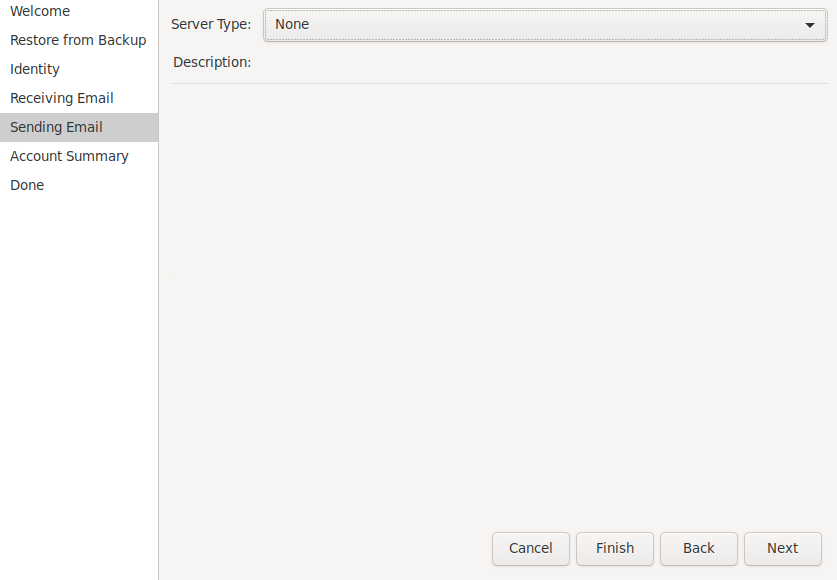 Welcome
Restore from Backup
Identity
Receiving Email
Sending Email
Account Summary
Done
Server Type: None
Description:
Cancel Finish Back Next